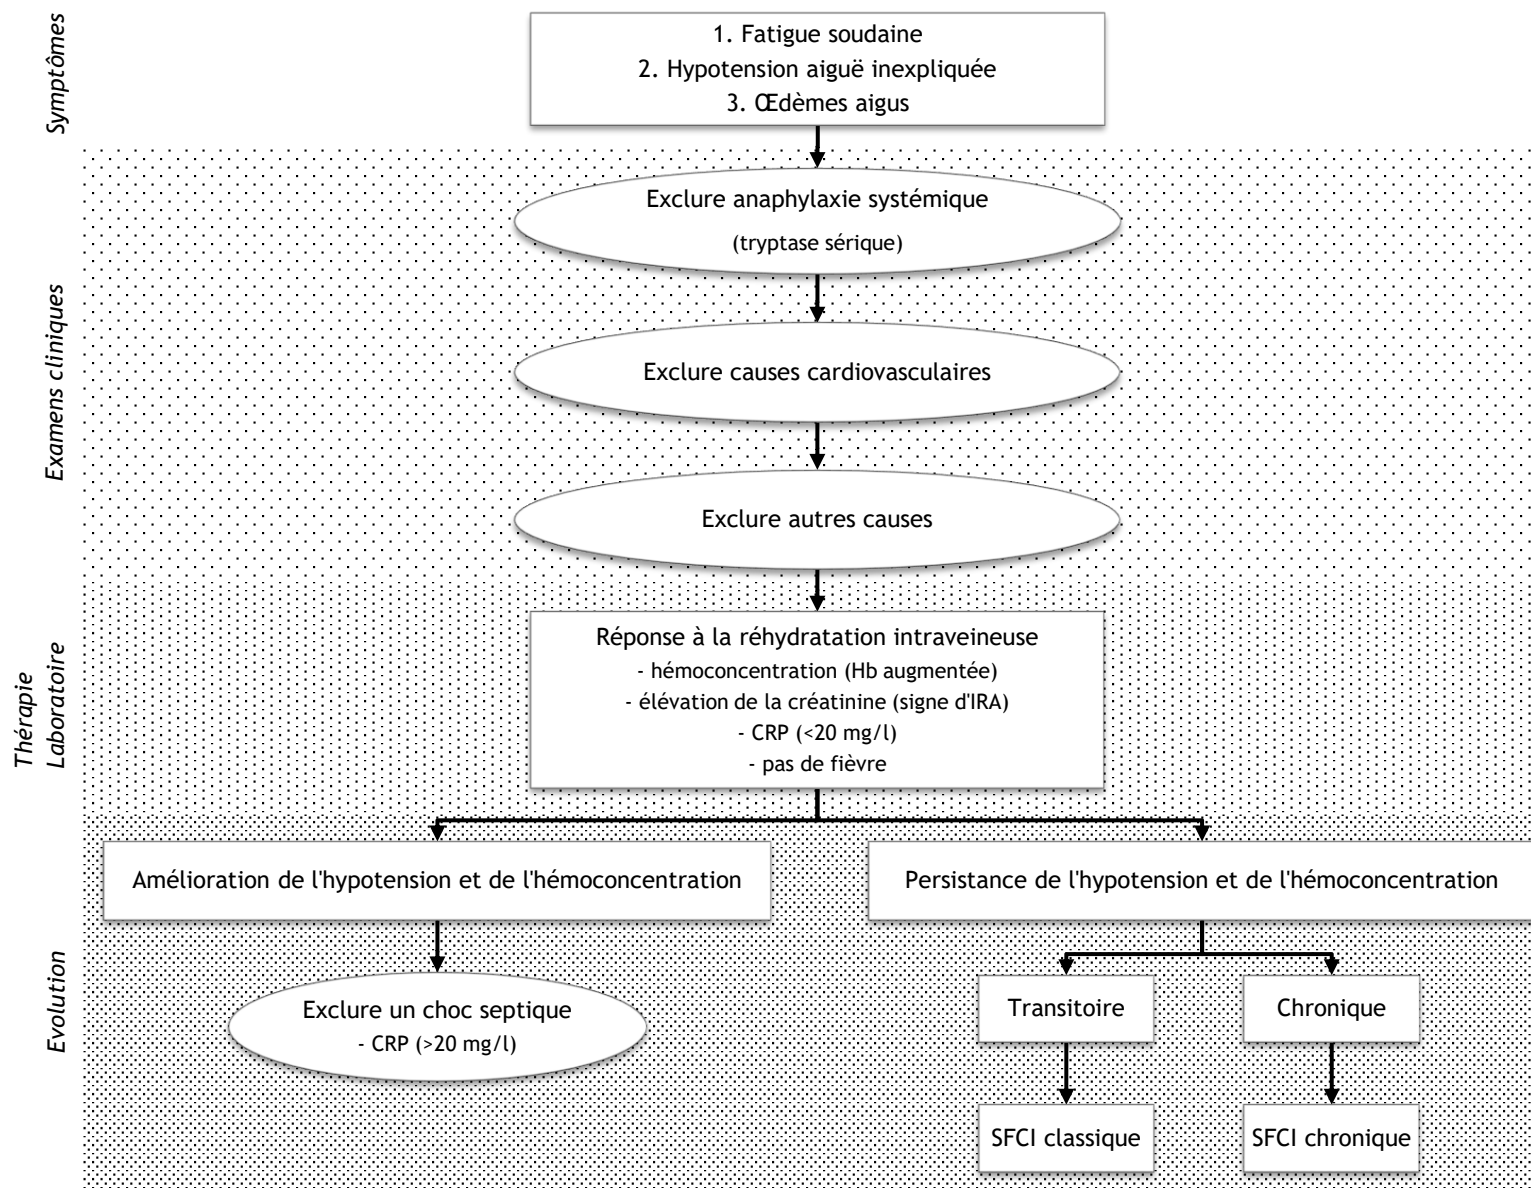 Symptômes
1. Fatigue soudaine
2. Hypotension aiguë inexpliquée
3. Œdèmes aigus
Examens cliniques
Exclure anaphylaxie systémique
(tryptase sérique)
Exclure causes cardiovasculaires
Exclure autres causes
Thérapie
Laboratoire
Réponse à la réhydratation intraveineuse
- hémoconcentration (Hb augmentée)
- élévation de la créatinine (signe d'IRA)
- CRP (<20 mg/l)
- pas de fièvre
Evolution
Amélioration de l'hypotension et de l'hémoconcentration
Persistance de l'hypotension et de l'hémoconcentration
Exclure un choc septique
- CRP (>20 mg/l)
Transitoire
Chronique
SFCI classique
SFCI chronique